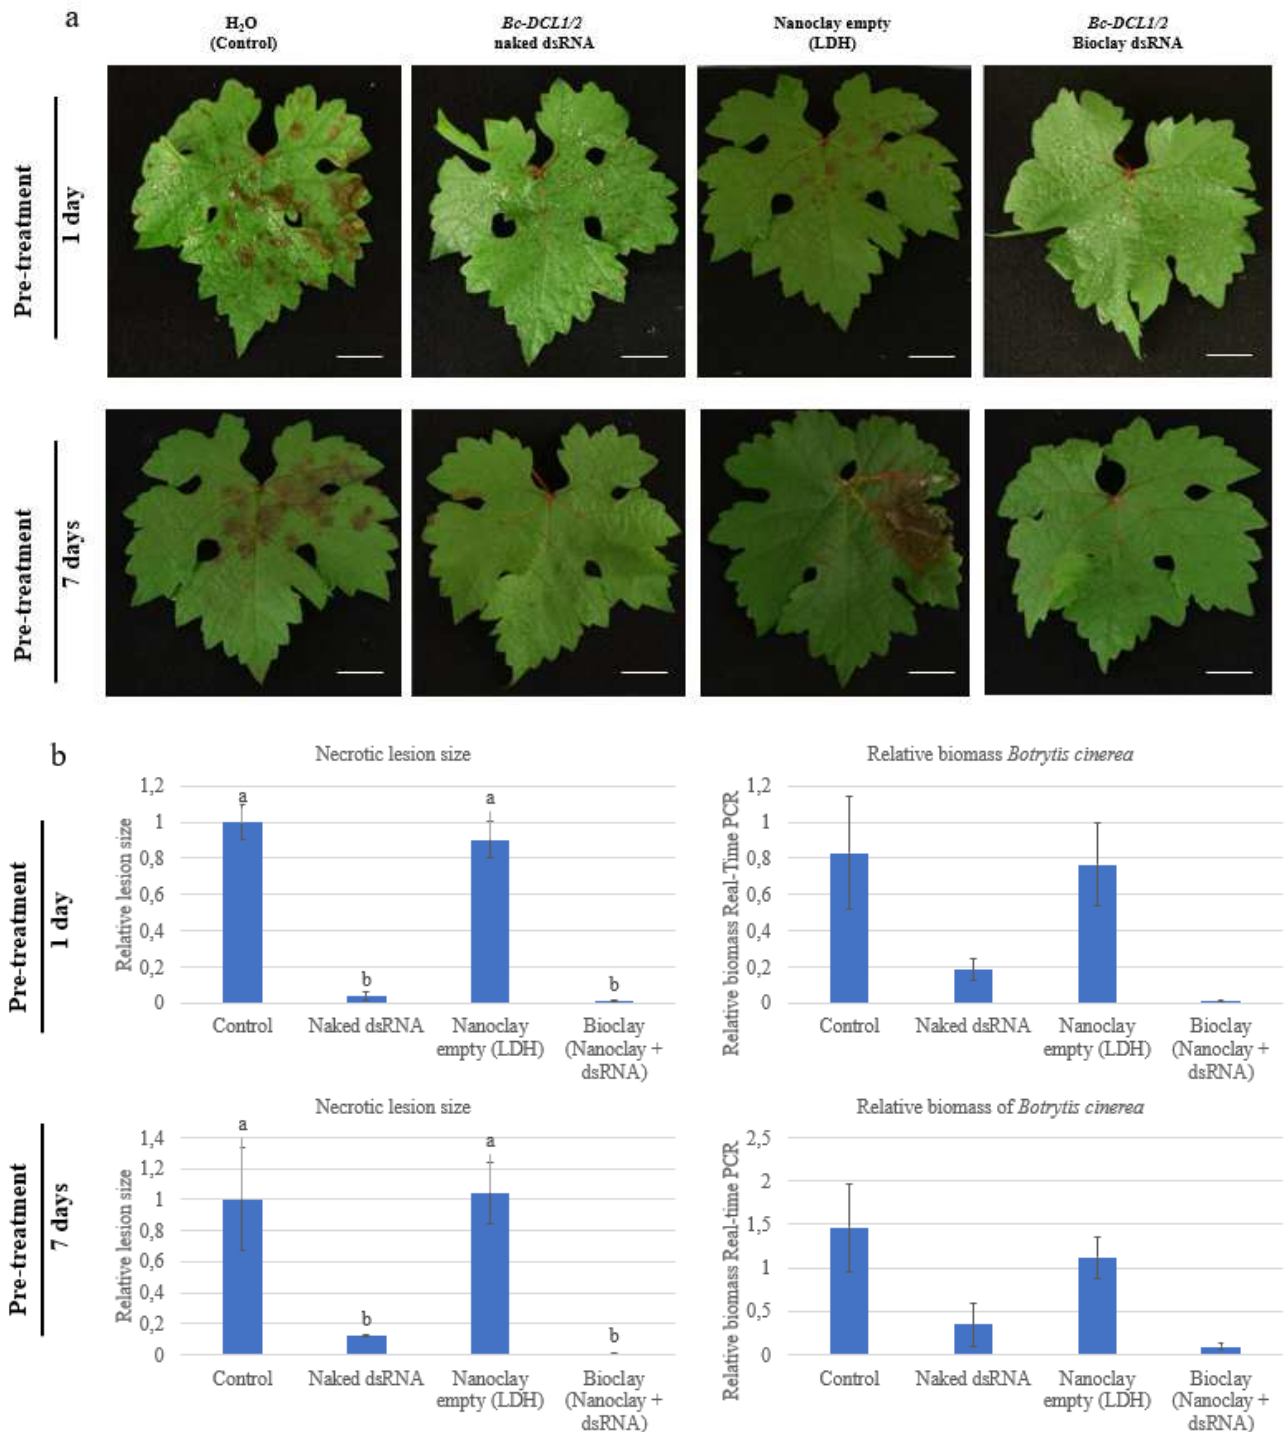 a
H₂O
(Control)
Bc-DCL1/2
naked dsRNA
Nanoclay empty
(LDH)
Bc-DCL1/2
Bioclay dsRNA
Pre-treatment
1 day
Pre-treatment
7 days
b
Pre-treatment
1 day
Necrotic lesion size
Relative lesion size
1,2
1
0,8
0,6
0,4
0,2
0
a
b
a
b
Control
Naked dsRNA
Nanoclay
empty (LDH)
Bioclay
(Nanoclay +
dsRNA)
Relative biomass Botrytis cinerea
Relative biomass Real-Time PCR
1,2
1
0,8
0,6
0,4
0,2
0
Control
Naked dsRNA
Nanoclay
empty (LDH)
Bioclay
(Nanoclay +
dsRNA)
Pre-treatment
7 days
Necrotic lesion size
Relative lesion size
1,4
1,2
1
0,8
0,6
0,4
0,2
0
a
b
a
b
Control
Naked dsRNA
Nanoclay
empty (LDH)
Bioclay
(Nanoclay +
dsRNA)
Relative biomass of Botrytis cinerea
Relative biomass Real-time PCR
2,5
2
1,5
1
0,5
0
Control
Naked dsRNA
Nanoclay
empty (LDH)
Bioclay
(Nanoclay +
dsRNA)